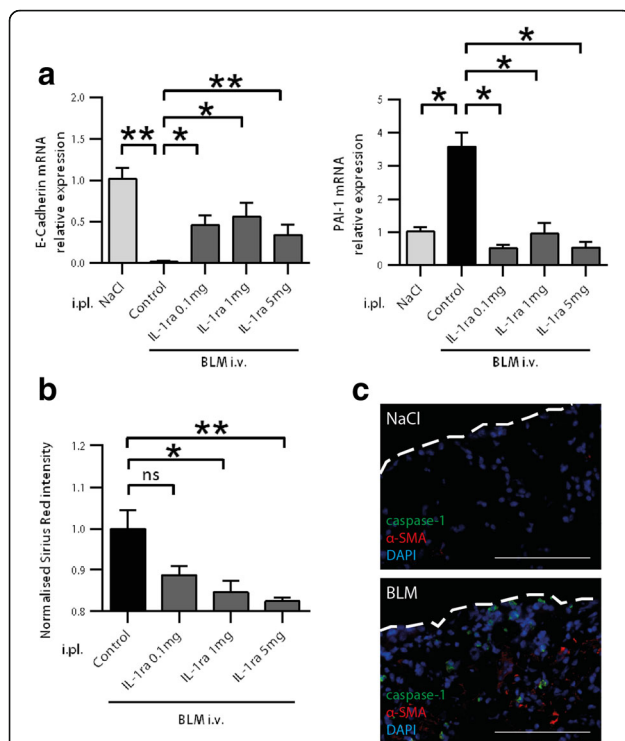 a
E-Cadherin mRNA
relative expression
2.0
1.5
1.0
0.5
0.0
**
*
*
**
i.pl.
NaCl
Control
IL-1ra 0.1mg
IL-1ra 1mg
IL-1ra 5mg
BLM i.v.
PAI-1 mRNA
relative expression
5
4
3
2
1
0
*
*
*
*
NaCl
Control
IL-1ra 0.1mg
IL-1ra 1mg
IL-1ra 5mg
BLM i.v.
b
Normalised Sirius Red intensity
1.2
1.1
1.0
0.9
0.8
**
*
ns
i.pl.
Control
IL-1ra 0.1mg
IL-1ra 1mg
IL-1ra 5mg
BLM i.v.
c
NaCl
caspase-1
α-SMA
DAPI
BLM
caspase-1
α-SMA
DAPI